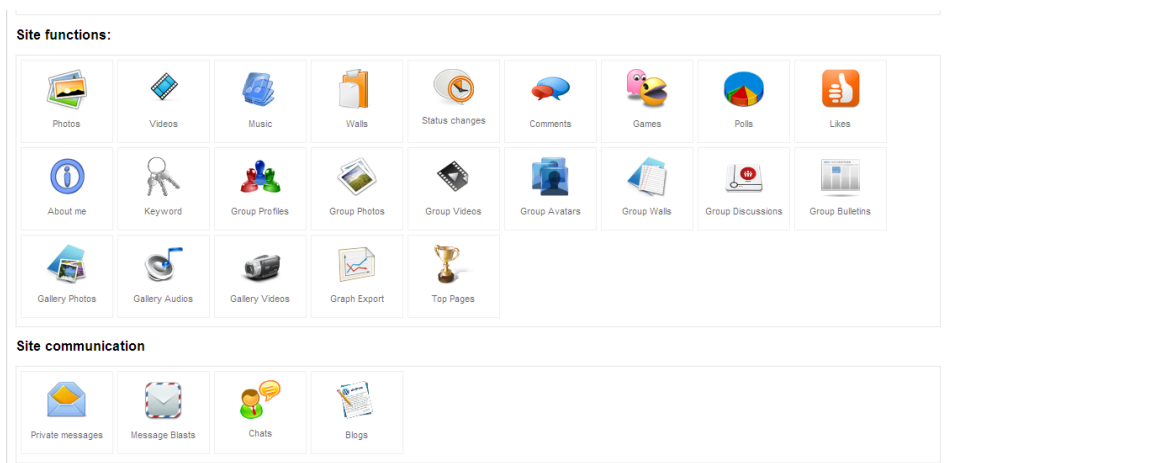 Site functions:
Photos Videos Music Walls Status changes Comments Games Polls Likes
About me Keyword Group Profiles Group Photos Group Videos Group Avatars Group Walls Group Discussions Group Bulletins
Gallery Photos Gallery Audios Gallery Videos Graph Export Top Pages
Site communication
Private messages Message Blasts Chats Blogs